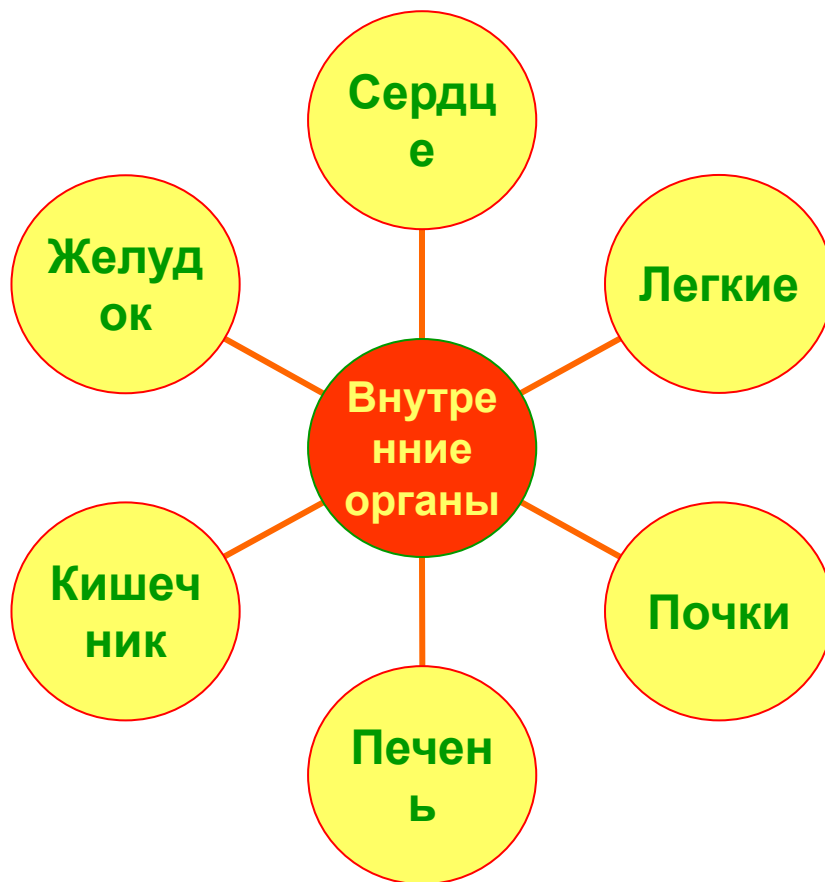 Сердц
е
Желуд
ок
Легкие
Внутре
нние
органы
Кишеч
ник
Почки
Печен
ь